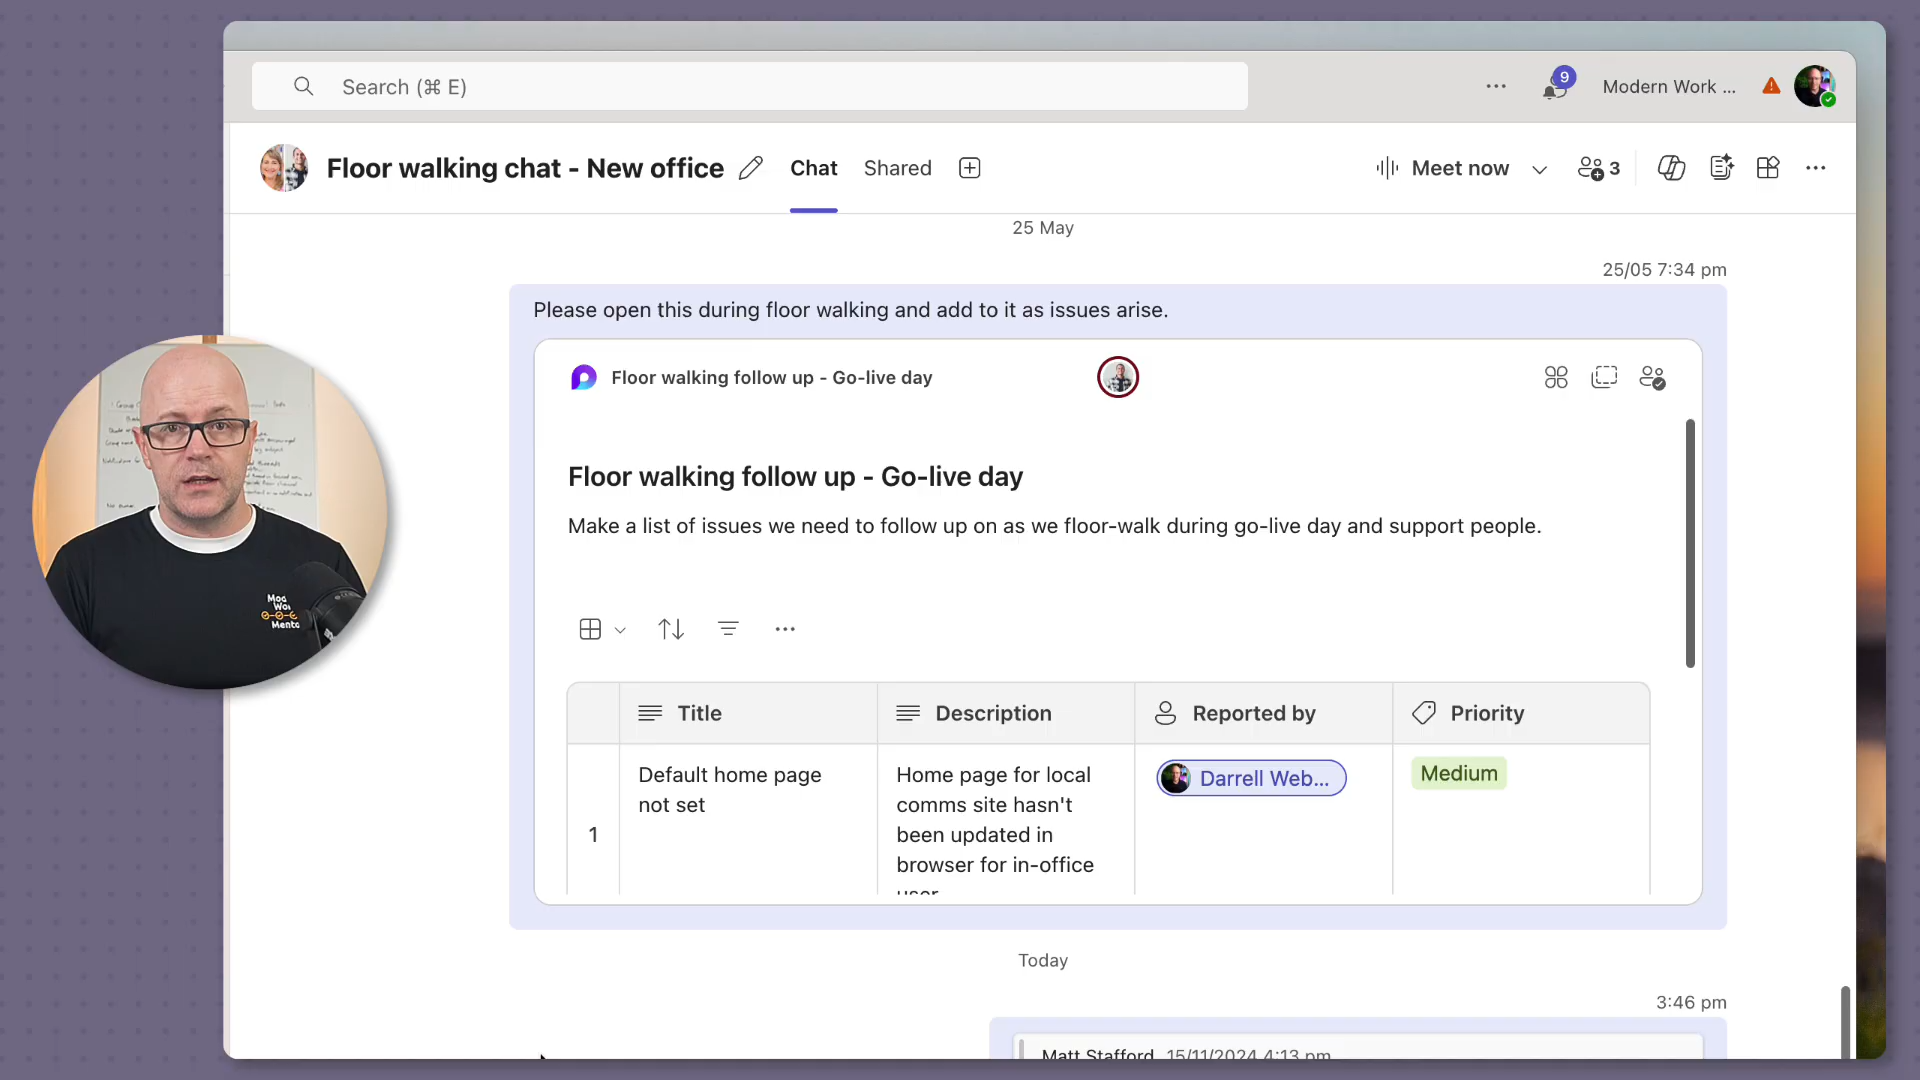 Search (⌘ E)
9
Modern Work ...
Floor walking chat - New office
Chat
Shared
Meet now
3
25 May
25/05 7:34 pm
Please open this during floor walking and add to it as issues arise.
Floor walking follow up - Go-live day
Floor walking follow up - Go-live day
Make a list of issues we need to follow up on as we floor-walk during go-live day and support people.
Title
Description
Reported by
Priority
1
Default home page
not set
Home page for local
comms site hasn't
been updated in
browser for in-office
user
Darrell Web...
Medium
Today
3:46 pm
Matt Stafford 15/11/2024 4:13 pm